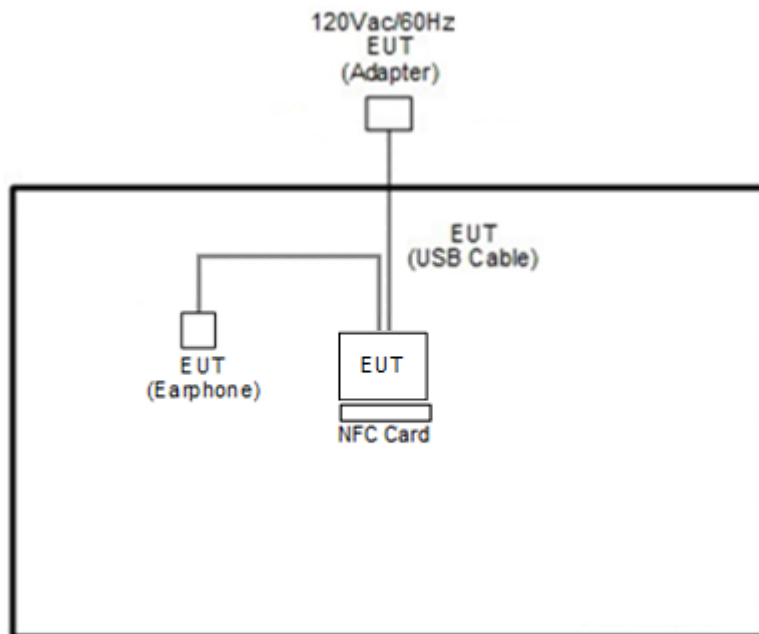 120Vac/60Hz
EUT
(Adapter)
EUT
(USB Cable)
EUT
(Earphone)
EUT
NFC Card